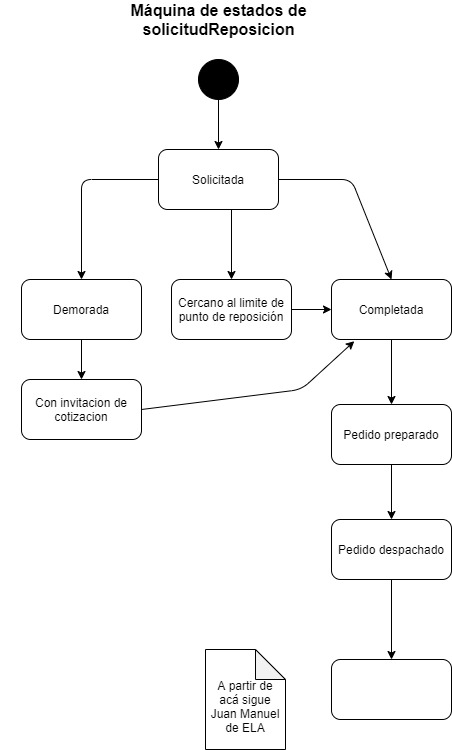 Máquina de estados de
solicitudReposicion
Solicitada
Demorada
Cercano al limite de
punto de reposición
Completada
Con invitacion de
cotizacion
Pedido preparado
Pedido despachado
A partir de
acá sigue
Juan Manuel
de ELA